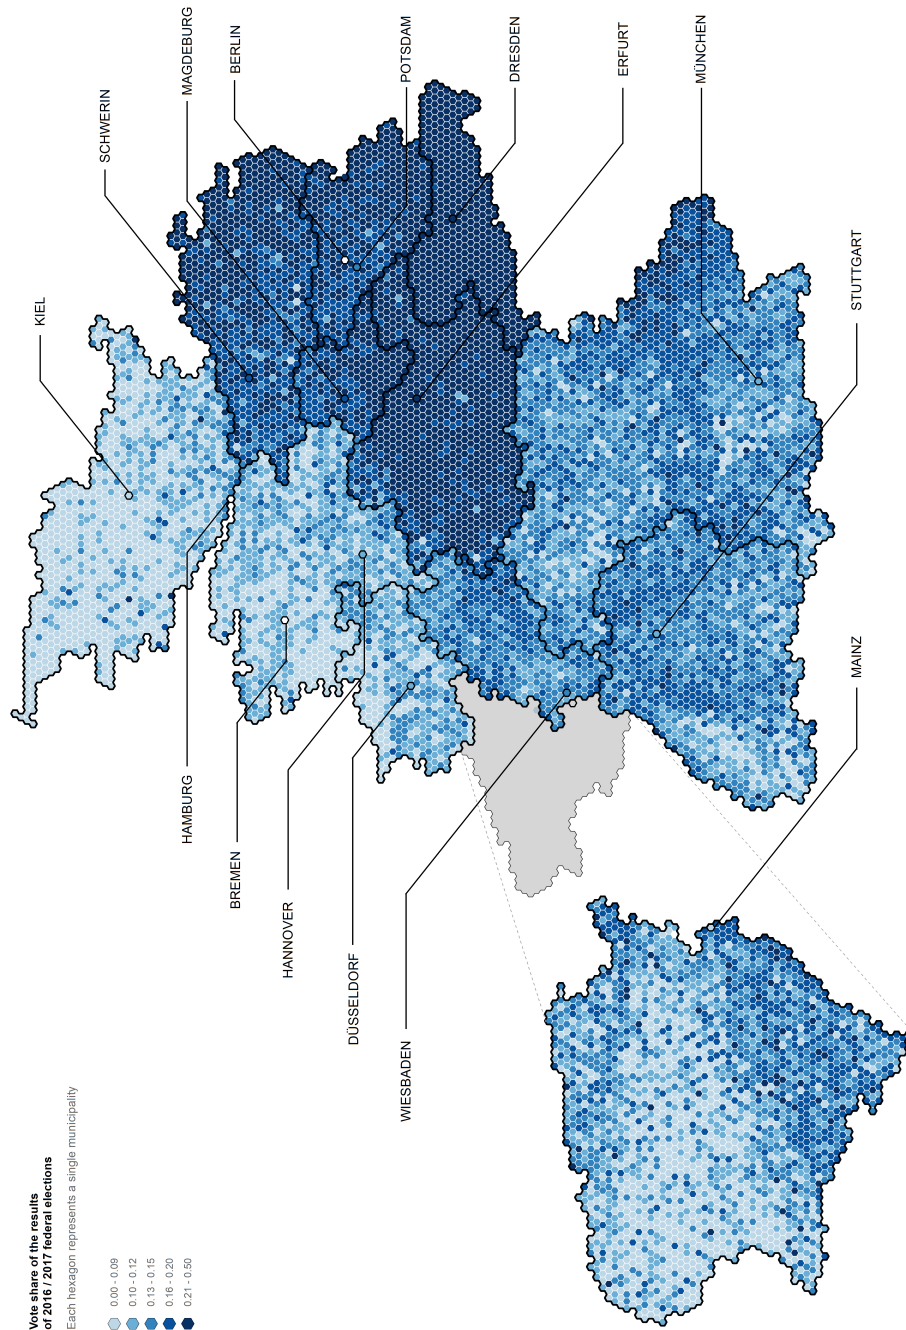 Vote share of the results
of 2016 / 2017 federal elections
Each hexagon represents a single municipality
0.00 - 0.09
0.10 - 0.12
0.13 - 0.15
0.16 - 0.20
0.21 - 0.50
KIEL
SCHWERIN
MAGDEBURG
BERLIN
POTSDAM
DRESDEN
ERFURT
MÜNCHEN
STUTTGART
MAINZ
HAMBURG
BREMEN
HANNOVER
DÜSSELDORF
WIESBADEN